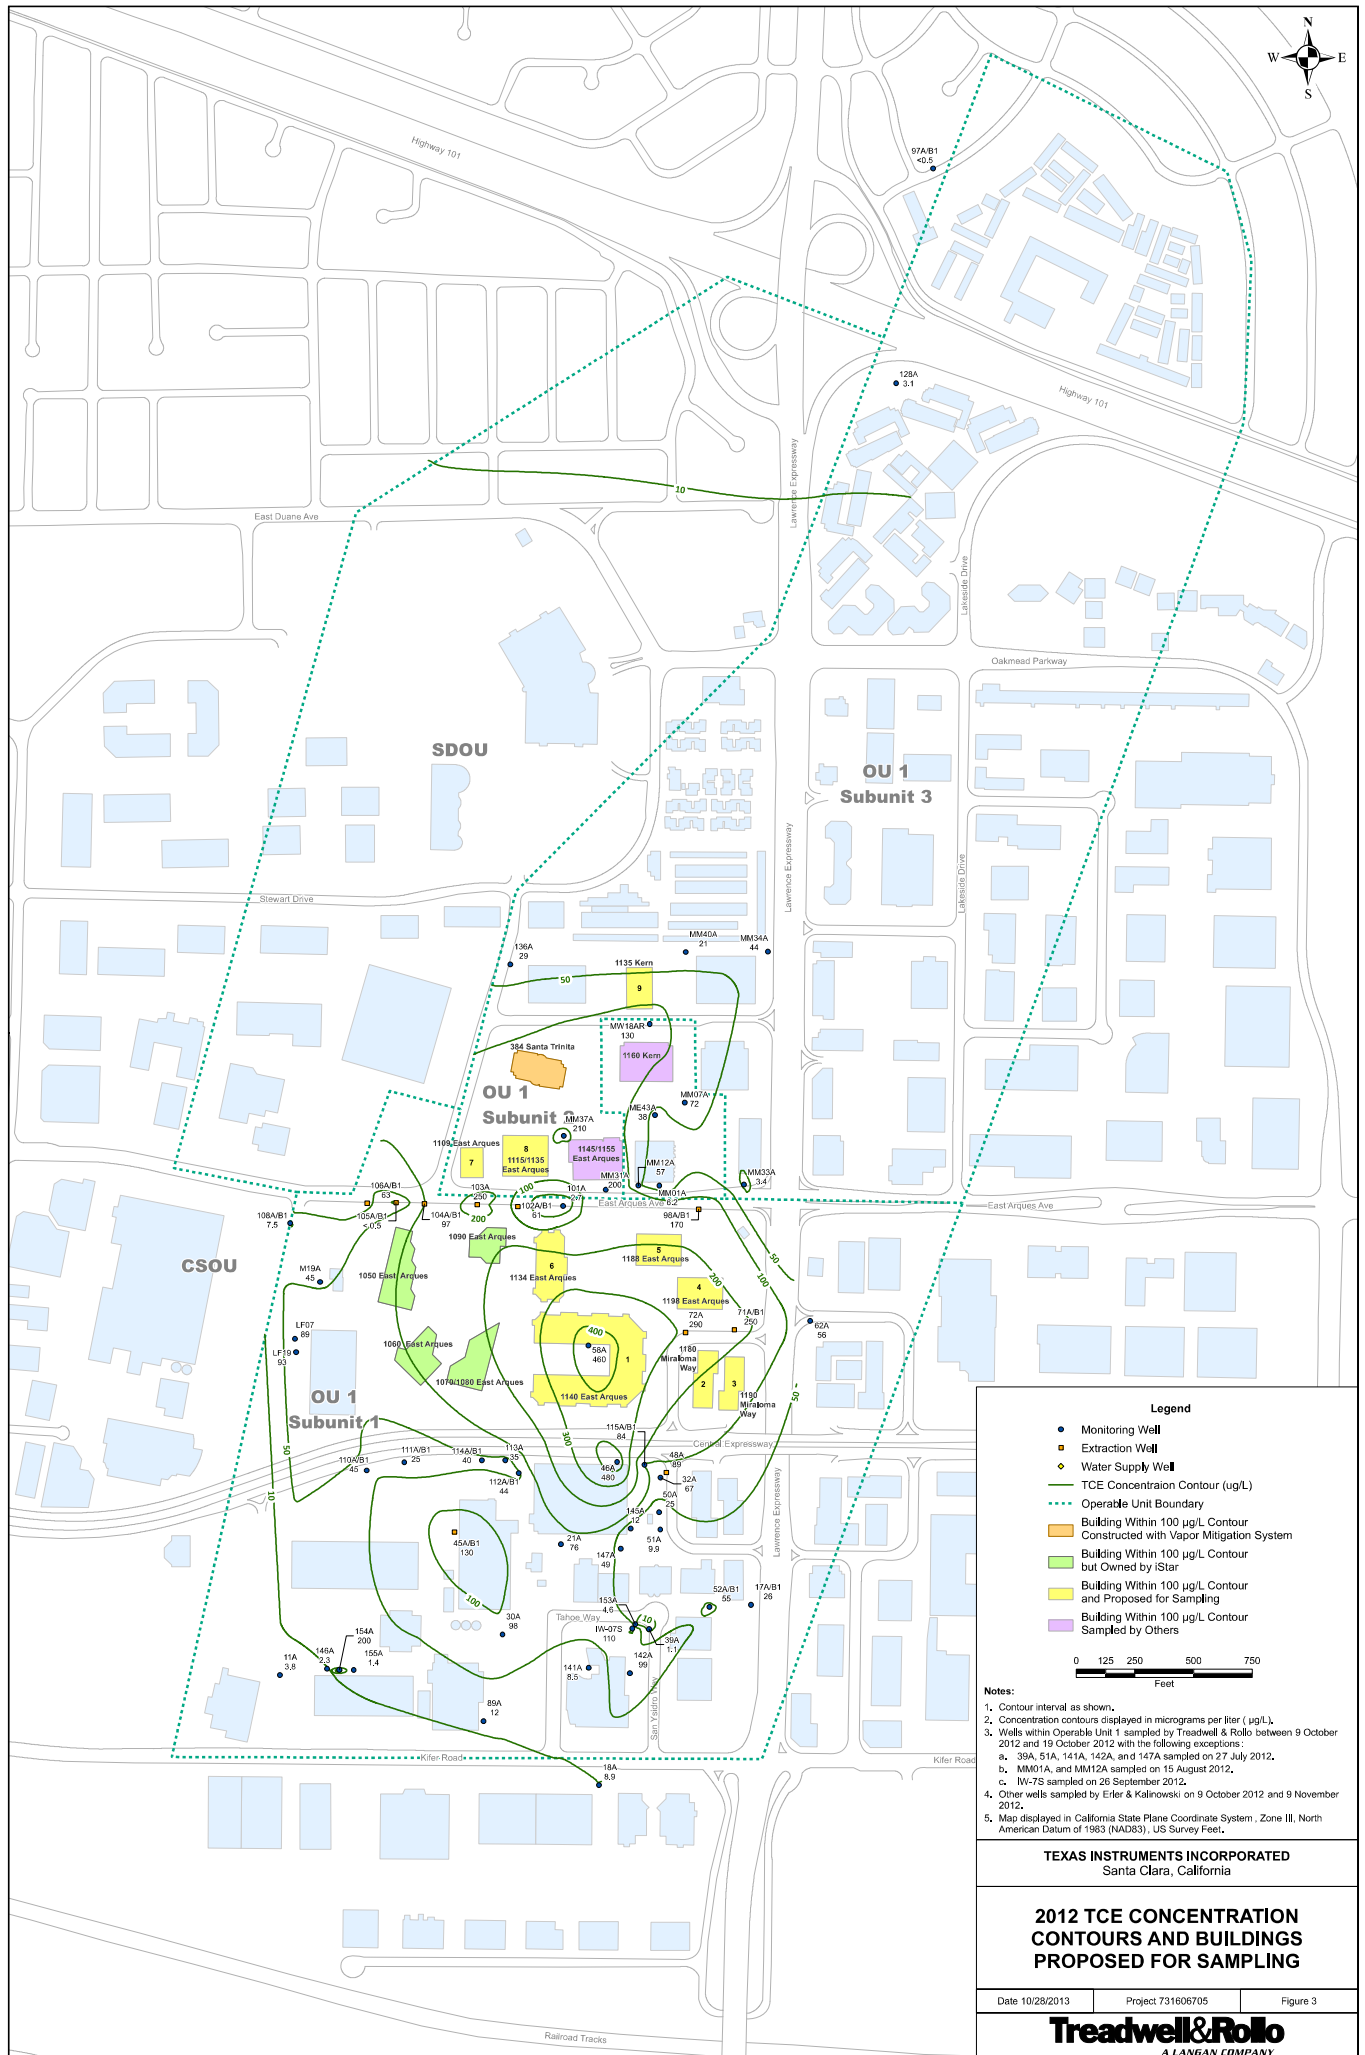 N
W E
S
Highway 101
97A/B1
<0.5
128A
3.1
Highway 101
10
Lawrence Expressway
East Duane Ave
Lakeside Drive
Oakmead Parkway
SDOU
OU 1
Subunit 3
Lawrence Expressway
Lakeside Drive
Stewart Drive
136A
29
MM40A
21
MM34A
44
1135 Kern
9
50
MW18AR
130
384 Santa Trinita
1160 Kern
OU 1
Subunit 2
MM07A
72
ME43A
38
MM37A
210
1109 East Arques
7
8
1115/1135
East Arques
1145/1155
East Arques
MM12A
57
MM31A
200
MM33A
3.4
MM01A
6.2
106A/B1
63
103A
250
100
101A
2.7
East Arques Ave
East Arques Ave
108A/B1
7.5
105A/B1
<0.5
104A/B1
97
200
102A/B1
61
98A/B1
170
1090 East Arques
CSOU
M19A
45
1050 East Arques
6
1134 East Arques
5
1188 East Arques
50
200
100
4
1198 East Arques
LF07
89
LF19
93
1060 East Arques
400
58A
460
72A
290
71A/B1
250
62A
56
1
1180
Miraloma
Way
2
3
1190
Miraloma
Way
1070/1080 East Arques
1140 East Arques
50
OU 1
Subunit 1
115A/B1
84
300
Central Expressway
50
110A/B1
45
111A/B1
25
114A/B1
40
113A
35
112A/B1
44
46A
480
48A
89
32A
67
10
50A
25
145A
12
51A
9.9
45A/B1
130
21A
76
147A
49
Lawrence Expressway
100
153A
4.6
52A/B1
55
17A/B1
26
Tahoe Way
10
IW-07S
110
39A
1.1
30A
98
154A
200
146A
2.3
155A
1.4
11A
3.8
141A
8.5
142A
99
San Ysidro Way
89A
12
Kifer Road
Kifer Road
18A
8.9
Railroad Tracks
Legend
Monitoring Well
Extraction Well
Water Supply Well
TCE Concentraion Contour (ug/L)
Operable Unit Boundary
Building Within 100 µg/L Contour
Constructed with Vapor Mitigation System
Building Within 100 µg/L Contour
but Owned by iStar
Building Within 100 µg/L Contour
and Proposed for Sampling
Building Within 100 µg/L Contour
Sampled by Others
0 125 250 500 750
Feet
Notes:
1. Contour interval as shown.
2. Concentration contours displayed in micrograms per liter ( µg/L).
3. Wells within Operable Unit 1 sampled by Treadwell & Rollo between 9 October
2012 and 19 October 2012 with the following exceptions:
a. 39A, 51A, 141A, 142A, and 147A sampled on 27 July 2012.
b. MM01A, and MM12A sampled on 15 August 2012.
c. IW-7S sampled on 26 September 2012.
4. Other wells sampled by Erler & Kalinowski on 9 October 2012 and 9 November
2012.
5. Map displayed in California State Plane Coordinate System, Zone III, North
American Datum of 1983 (NAD83), US Survey Feet.
TEXAS INSTRUMENTS INCORPORATED
Santa Clara, California
2012 TCE CONCENTRATION
CONTOURS AND BUILDINGS
PROPOSED FOR SAMPLING
Date 10/28/2013 Project 731606705 Figure 3
Treadwell&Rollo
A LANGAN COMPANY